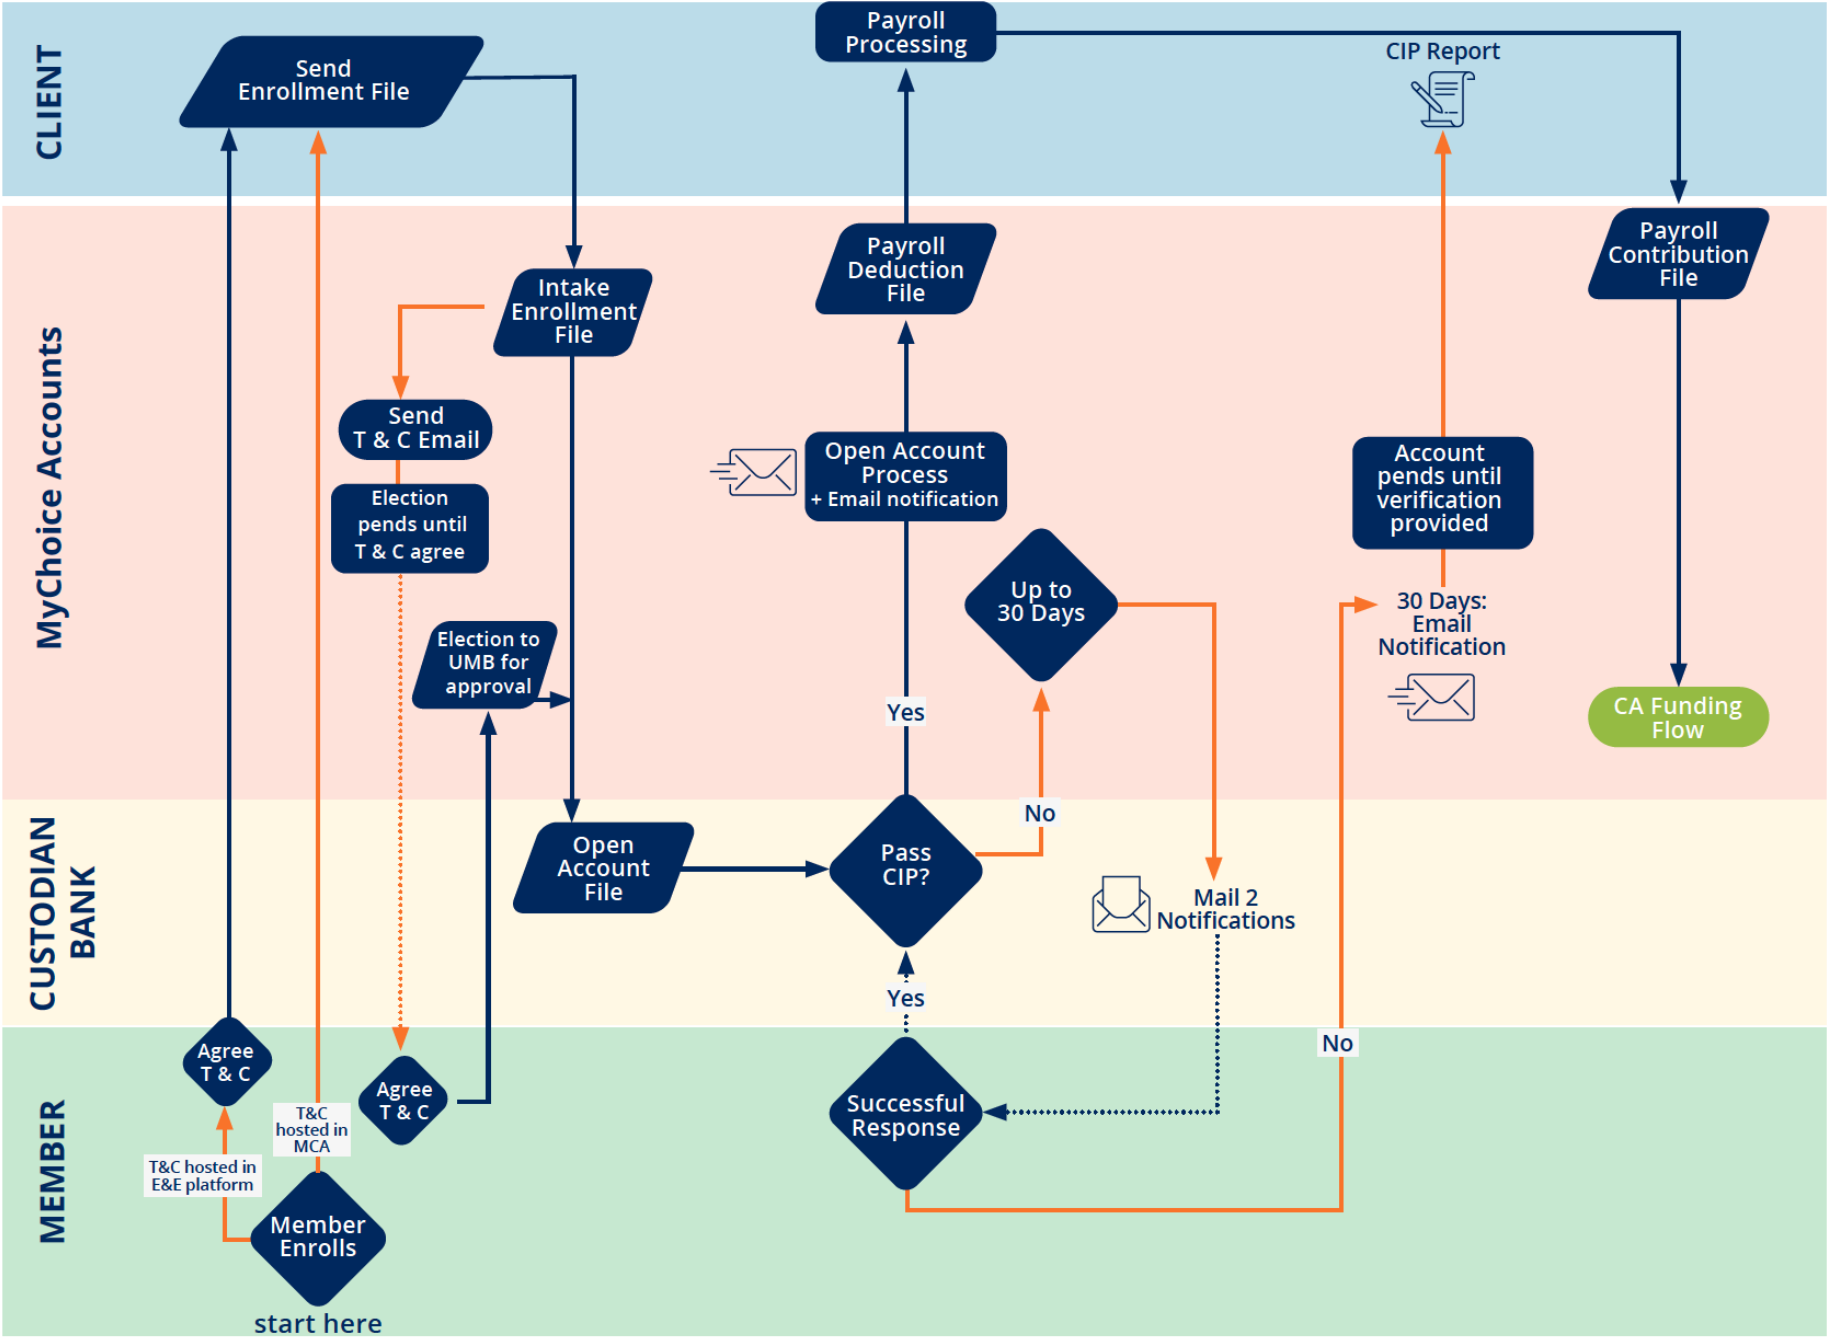 CLIENT
Send
Enrollment File
Payroll
Processing
CIP Report
MyChoice Accounts
Intake
Enrollment
File
Payroll
Deduction
File
Payroll
Contribution
File
Send
T & C Email
Election
pends until
T & C agree
Open Account
Process
+ Email notification
Account
pends until
verification
provided
Up to
30 Days
30 Days:
Email
Notification
Election to
UMB for
approval
Yes
CA Funding
Flow
No
CUSTODIAN
BANK
Open
Account
File
Pass
CIP?
Mail 2
Notifications
Yes
MEMBER
Agree
T & C
Agree
T & C
No
Successful
Response
T&C
hosted in
MCA
T&C hosted in
E&E platform
Member
Enrolls
start here